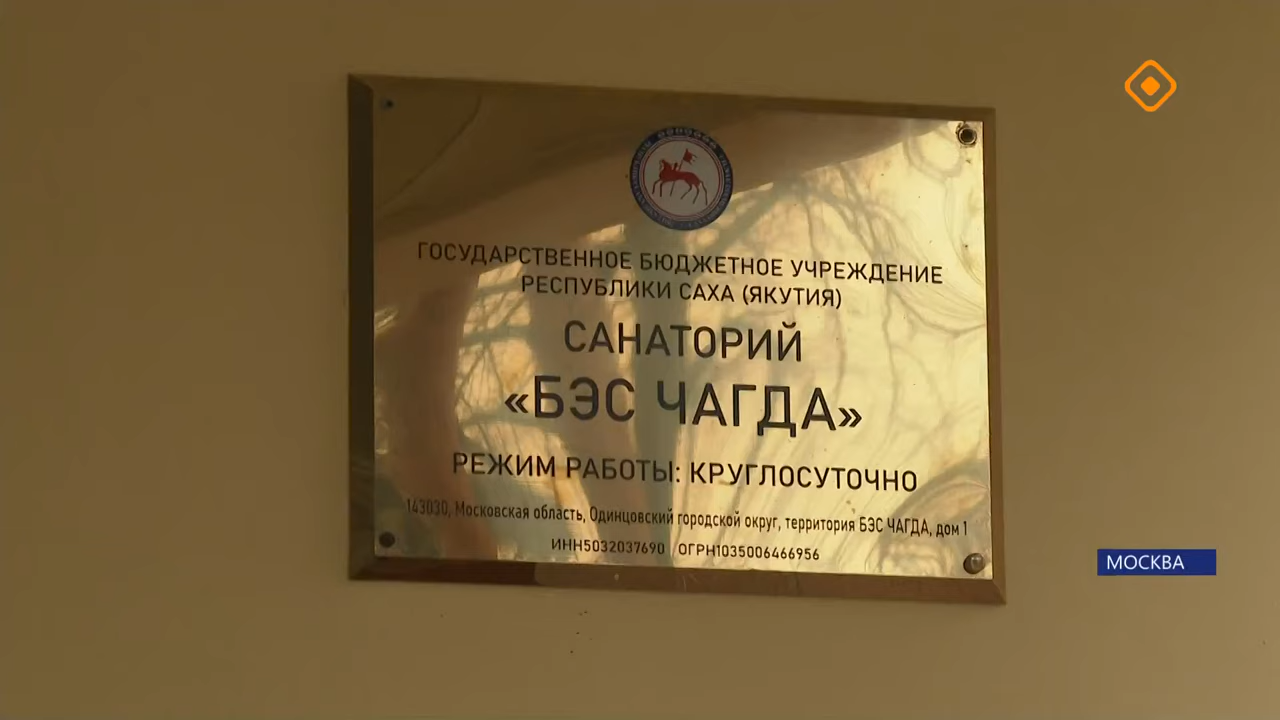 ГОСУДАРСТВЕННОЕ БЮДЖЕТНОЕ УЧРЕЖДЕНИЕ
РЕСПУБЛИКИ САХА (ЯКУТИЯ)
САНАТОРИЙ
«БЭС ЧАГДА»
РЕЖИМ РАБОТЫ: КРУГЛОСУТОЧНО
143030, Московская область, Одинцовский городской округ, территория БЭС ЧАГДА, дом 1
ИНН5032037690 ОГРН1035006466956
МОСКВА